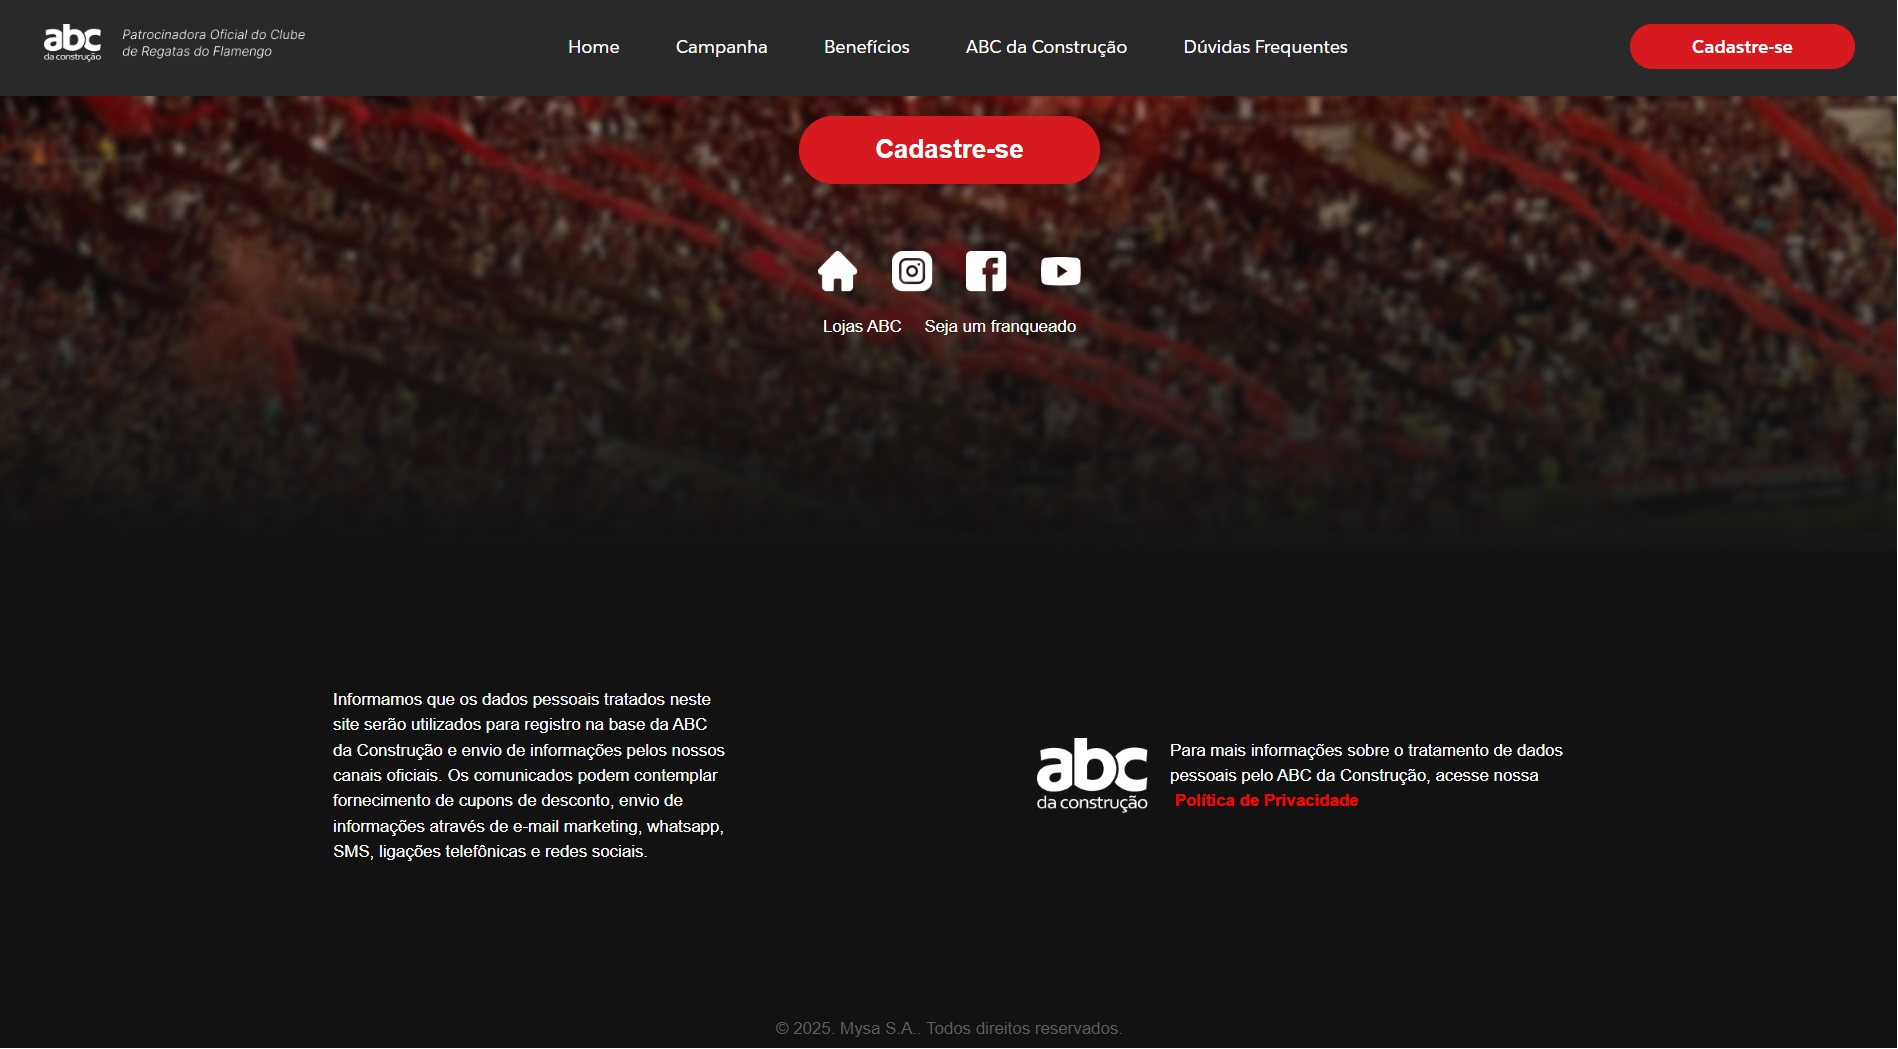 abc
da construção
Patrocinadora Oficial do Clube
de Regatas do Flamengo
Home
Campanha
Benefícios
ABC da Construção
Dúvidas Frequentes
Cadastre-se
Cadastre-se
Lojas ABC
Seja um franqueado
Informamos que os dados pessoais tratados neste
site serão utilizados para registro na base da ABC
da Construção e envio de informações pelos nossos
canais oficiais. Os comunicados podem contemplar
fornecimento de cupons de desconto, envio de
informações através de e-mail marketing, whatsapp,
SMS, ligações telefônicas e redes sociais.
abc
da construção
Para mais informações sobre o tratamento de dados
pessoais pelo ABC da Construção, acesse nossa
Política de Privacidade
© 2025. Mysa S.A.. Todos direitos reservados.